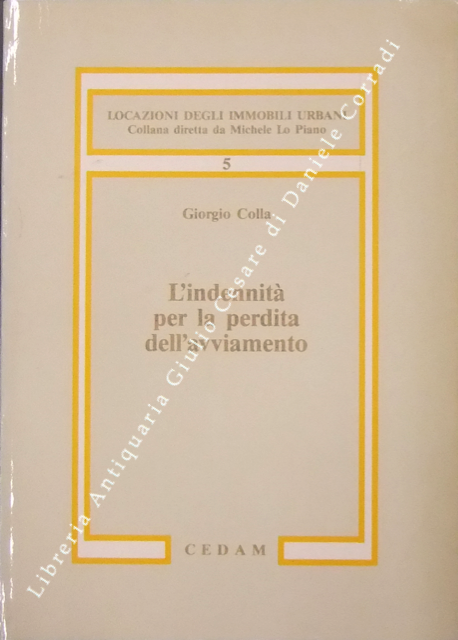 LOCAZIONI DEGLI IMMOBILI URBANI
Collana diretta da Michele Lo Piano
5
Giorgio Colla
L'indennità
per la perdita
dell'avviamento
CEDAM
Libreria Antiquaria Giulio Cesare di Daniele Corradi